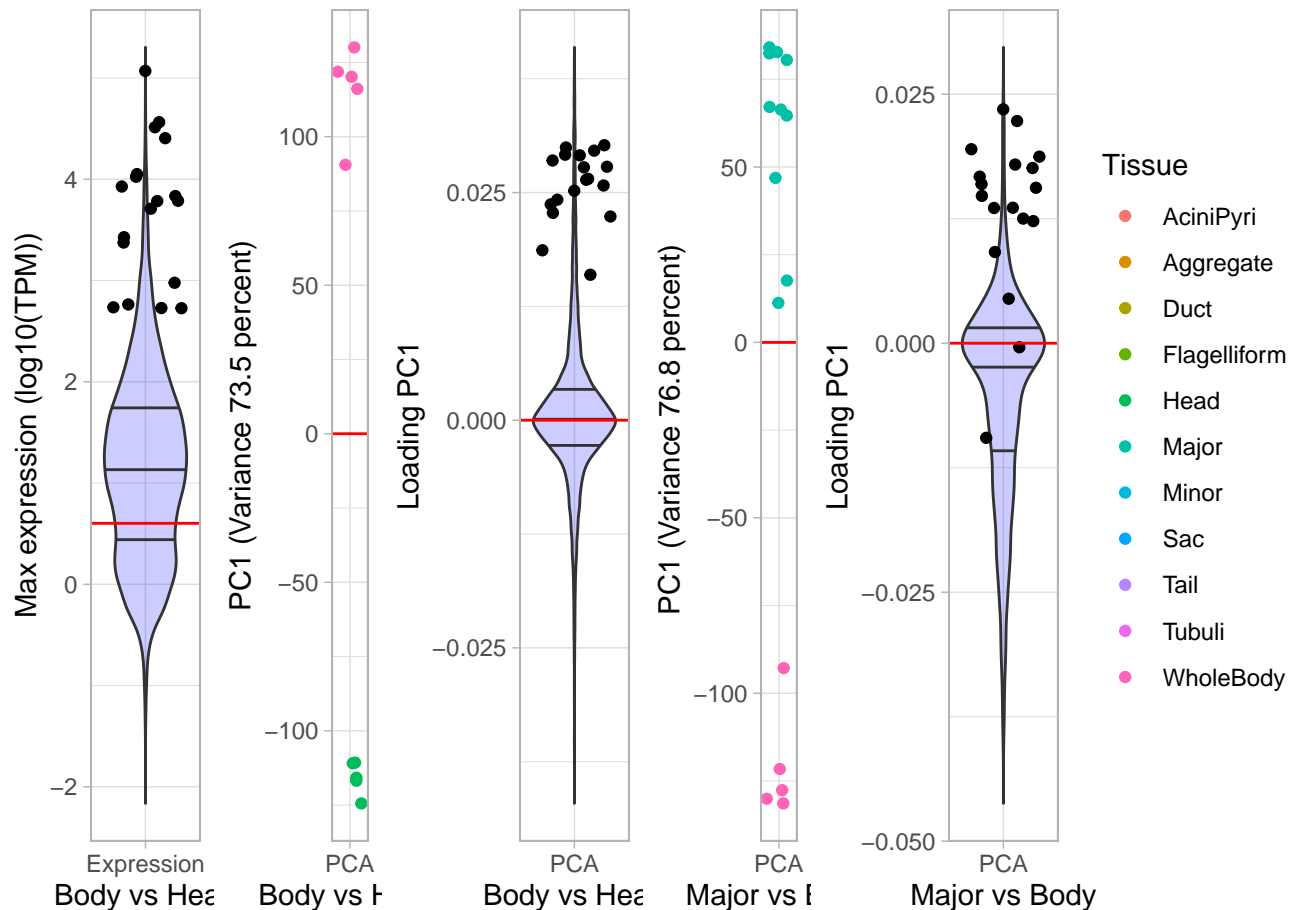 Max expression (log10(TPM))
4
2
0
−2
Expression
Body vs Hea
PC1 (Variance 73.5 percent)
100
50
0
−50
−100
PCA
Body vs H
Loading PC1
0.025
0.000
−0.025
PCA
Body vs Hea
PC1 (Variance 76.8 percent)
50
0
−50
−100
PCA
Major vs B
Loading PC1
0.025
0.000
−0.025
−0.050
PCA
Major vs Body
Tissue
AciniPyri
Aggregate
Duct
Flagelliform
Head
Major
Minor
Sac
Tail
Tubuli
WholeBody